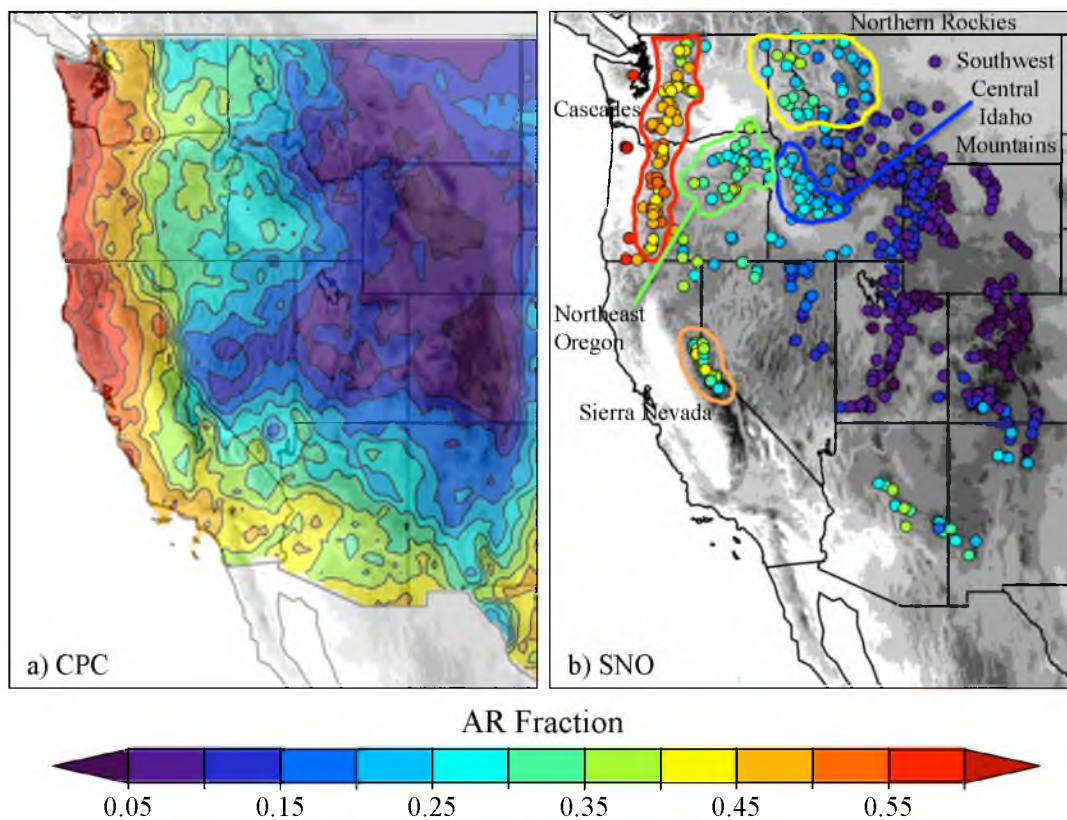 Northern Rockies
Southwest
Central
Idaho
Mountains
Cascades
Northeast
Oregon
Sierra Nevada
a) CPC
b) SNO
AR Fraction
0.05 0.15 0.25 0.35 0.45 0.55